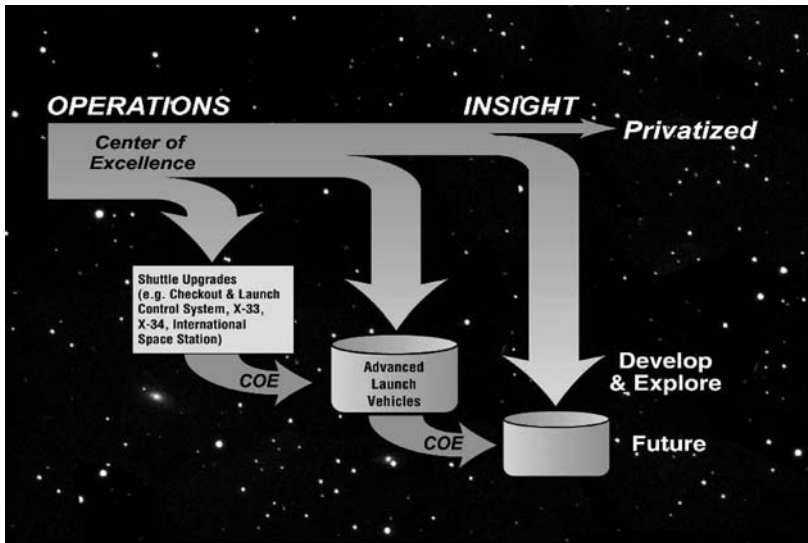 OPERATIONS
INSIGHT
Privatized
Center of
Excellence
Shuttle Upgrades
(e.g. Checkout & Launch
Control System, X-33,
X-34, International
Space Station)
COE
Advanced
Launch
Vehicles
Develop
& Explore
COE
Future